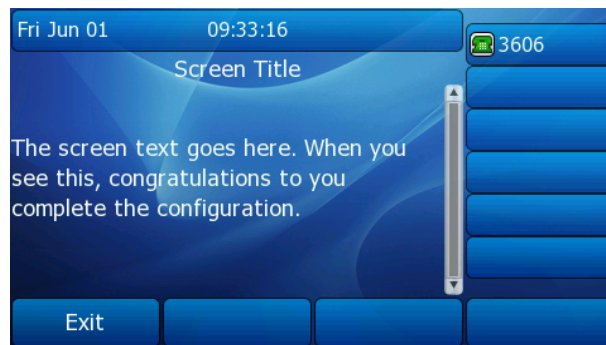 Fri Jun 01 09:33:16
3606
Screen Title
The screen text goes here. When you
see this, congratulations to you
complete the configuration.
Exit